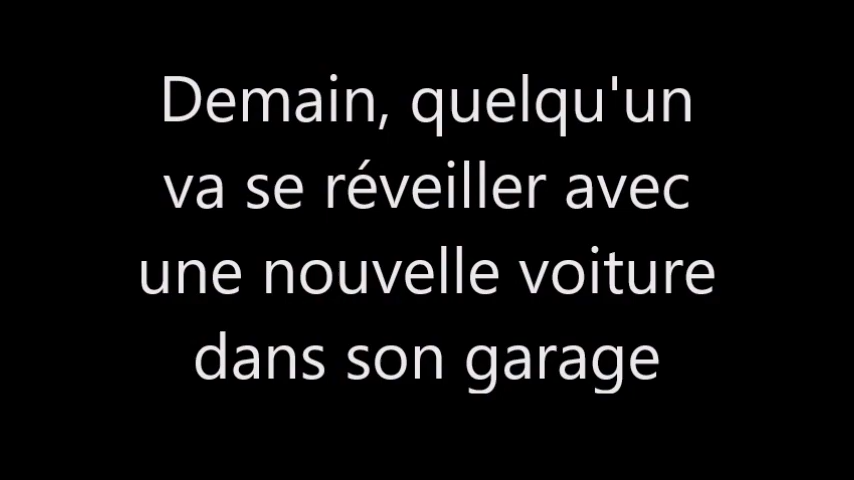 Demain, quelqu'un
va se réveiller avec
une nouvelle voiture
dans son garage